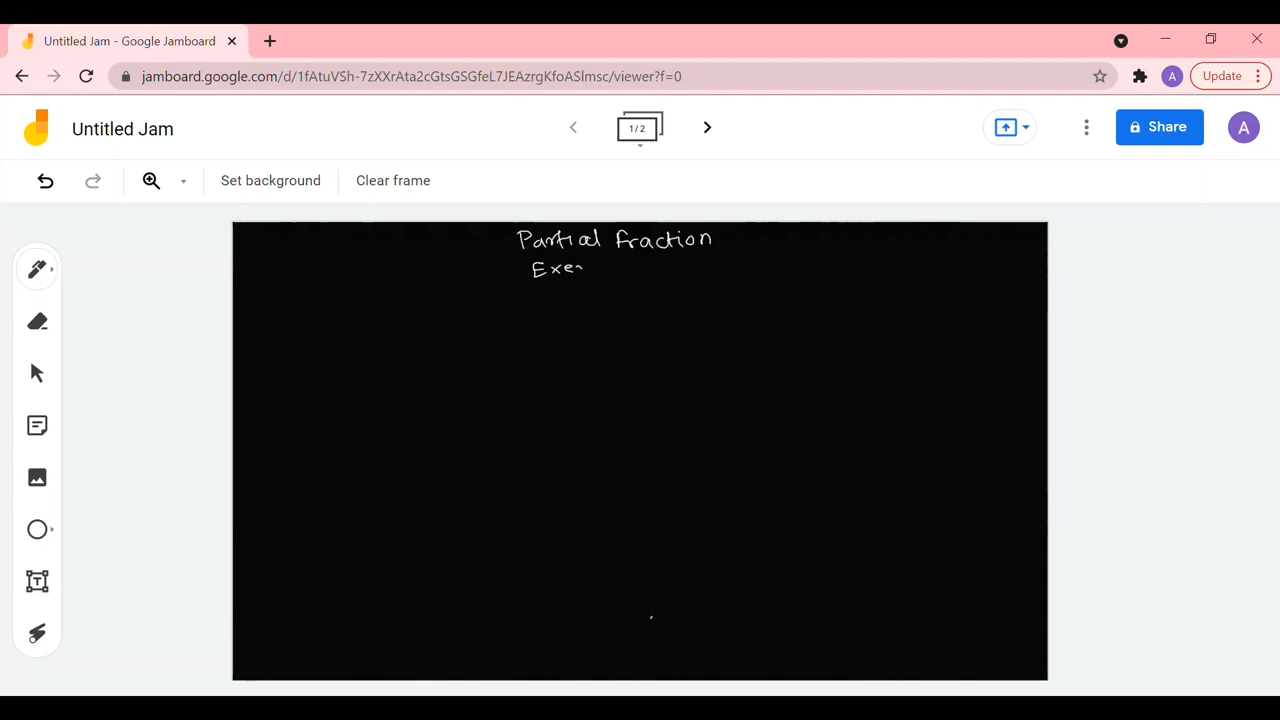 Untitled Jam - Google Jamboard
jamboard.google.com/d/1fAtuVSh-7zXXrAta2cGtsGSGfeL7JEAzrgKfoASlmsc/viewer?f=0
A
Update
Untitled Jam
1/2
Share
A
Set background
Clear frame
Partial Fraction
Exer
T